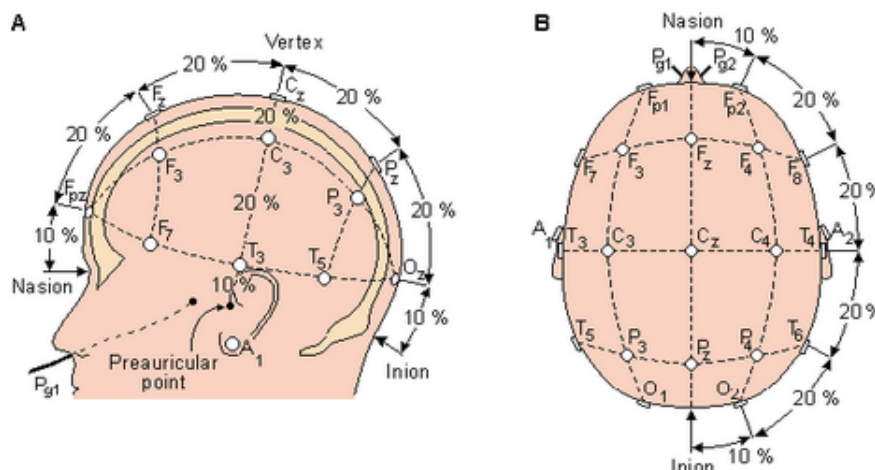 A
Vertex
20 %
20 %
Fz
Cz
20 %
20 %
20 %
F3
C3
Pz
Fpz
P3
20 %
20 %
10 %
F7
T3
T5
Oz
Nasion
10 %
10 %
A1
Preauricular
point
Inion
Pg1
B
Nasion
10 %
Pg1
Pg2
Fp1
Fp2
20 %
F7
F3
Fz
F4
F8
20 %
A1
T3
C3
Cz
C4
T4
A2
20 %
T5
P3
Pz
P4
T6
O1
O2
20 %
10 %
Inion